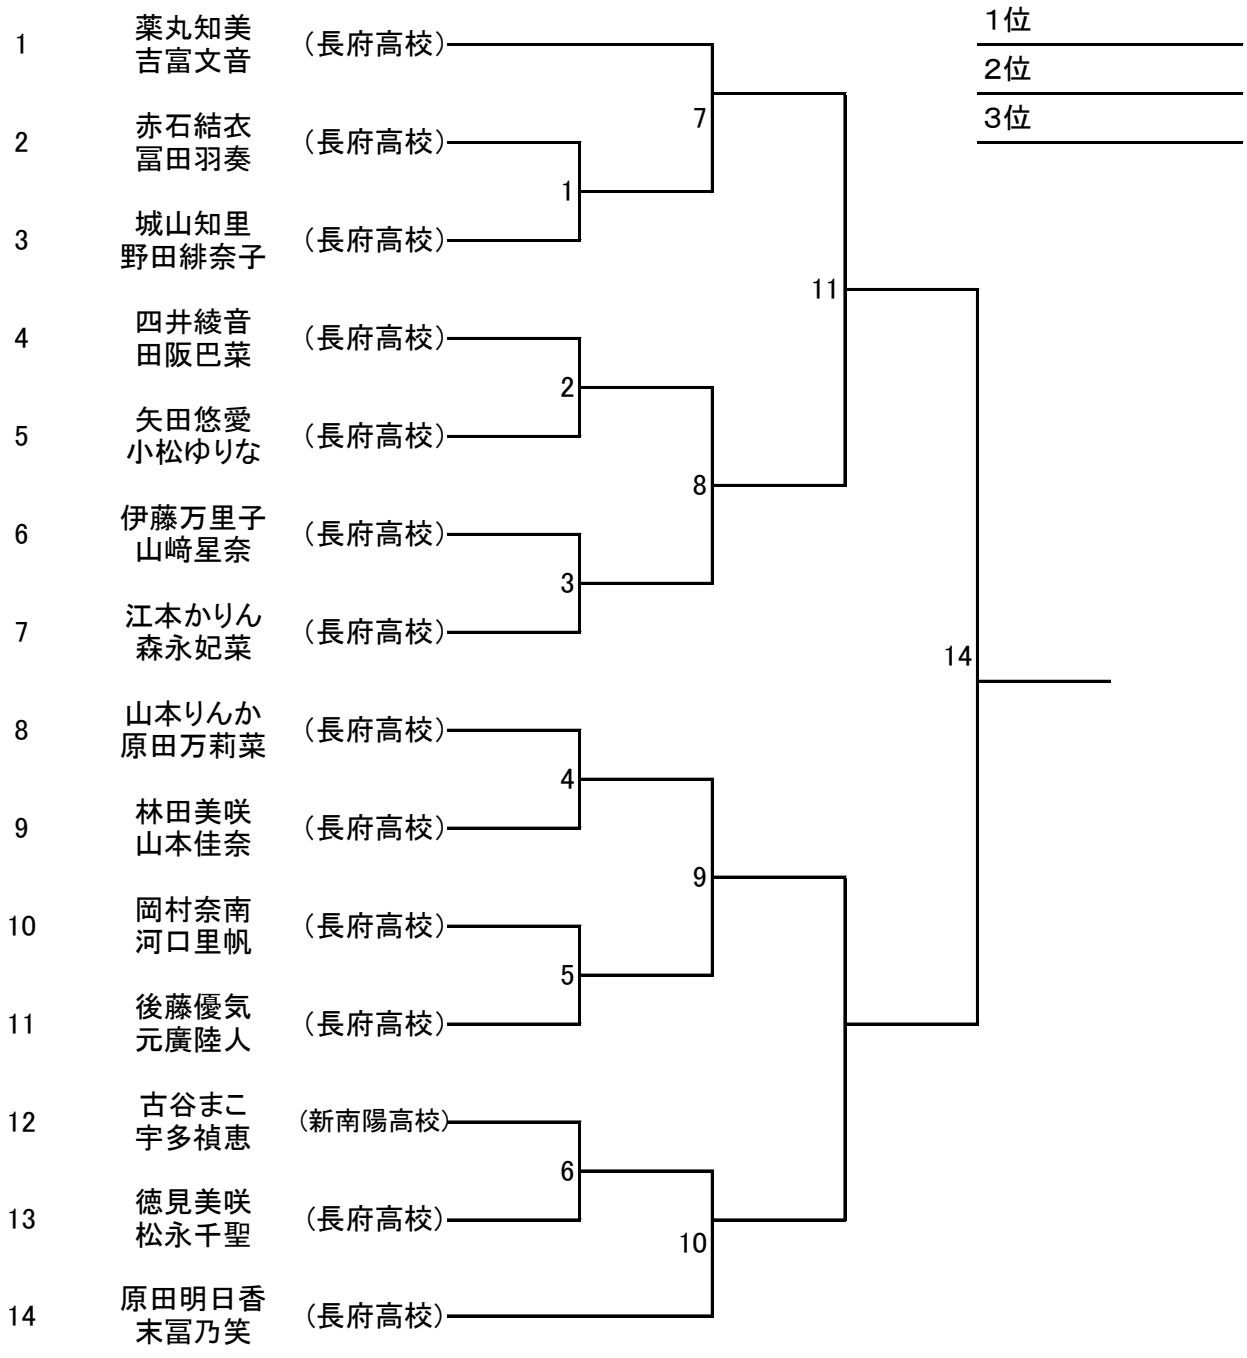 1位
2位
3位
1
薬丸知美
吉富文音
(長府高校)
2
赤石結衣
冨田羽奏
(長府高校)
3
城山知里
野田緋奈子
(長府高校)
4
四井綾音
田阪巴菜
(長府高校)
5
矢田悠愛
小松ゆりな
(長府高校)
6
伊藤万里子
山﨑星奈
(長府高校)
7
江本かりん
森永妃菜
(長府高校)
8
山本りんか
原田万莉菜
(長府高校)
9
林田美咲
山本佳奈
(長府高校)
10
岡村奈南
河口里帆
(長府高校)
11
後藤優気
元廣陸人
(長府高校)
12
古谷まこ
宇多禎恵
(新南陽高校)
13
徳見美咲
松永千聖
(長府高校)
14
原田明日香
末冨乃笑
(長府高校)
1
2
3
4
5
6
7
8
9
10
11
14